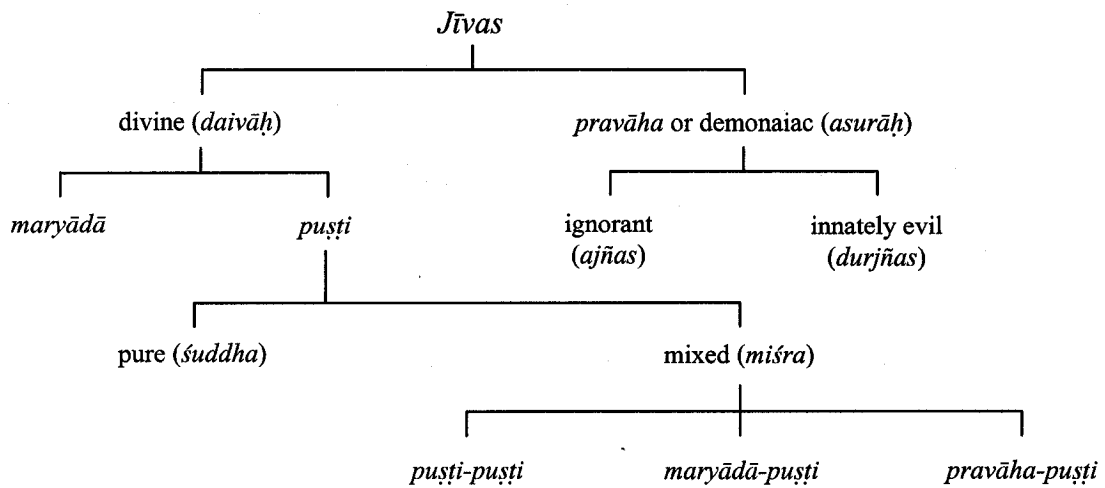 Jīvas
divine (daivāḥ)
pravāha or demonaiac (asurāḥ)
maryādā
puṣṭi
ignorant
(ajñas)
innately evil
(durjñas)
pure (śuddha)
mixed (miśra)
puṣṭi-puṣṭi
maryādā-puṣṭi
pravāha-puṣṭi